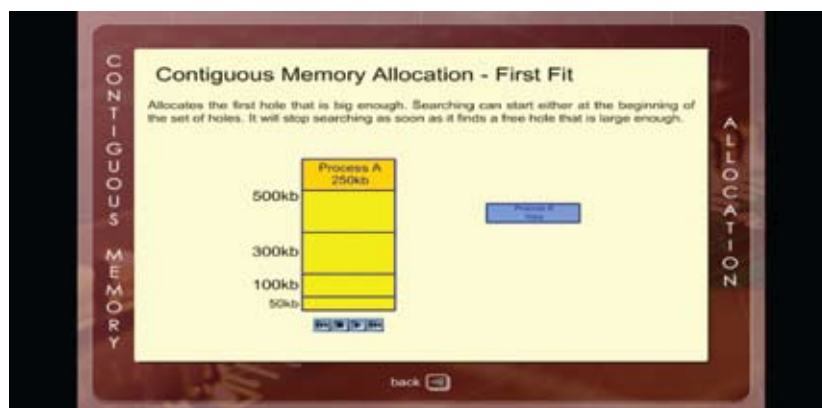 CONTIGUOUS MEMORY
Contiguous Memory Allocation - First Fit
Allocates the first hole that is big enough. Searching can start either at the beginning of
the set of holes. It will stop searching as soon as it finds a free hole that is large enough.
Process A
250kb
500kb
300kb
100kb
50kb
Process
back
ALLOCATION